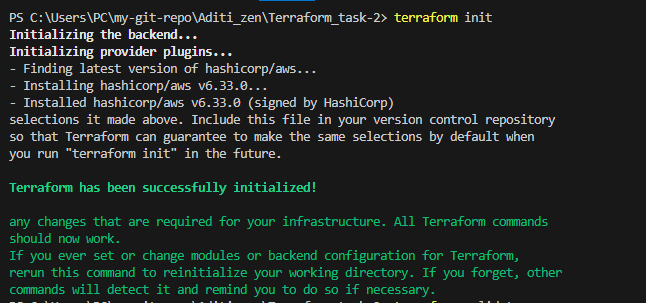 PS C:\Users\PC\my-git-repo\Aditi_zen\Terraform_task-2> terraform init
Initializing the backend...
Initializing provider plugins...
- Finding latest version of hashicorp/aws...
- Installing hashicorp/aws v6.33.0...
- Installed hashicorp/aws v6.33.0 (signed by HashiCorp)
selections it made above. Include this file in your version control repository
so that Terraform can guarantee to make the same selections by default when
you run "terraform init" in the future.
Terraform has been successfully initialized!
any changes that are required for your infrastructure. All Terraform commands
should now work.
If you ever set or change modules or backend configuration for Terraform,
rerun this command to reinitialize your working directory. If you forget, other
commands will detect it and remind you to do so if necessary.